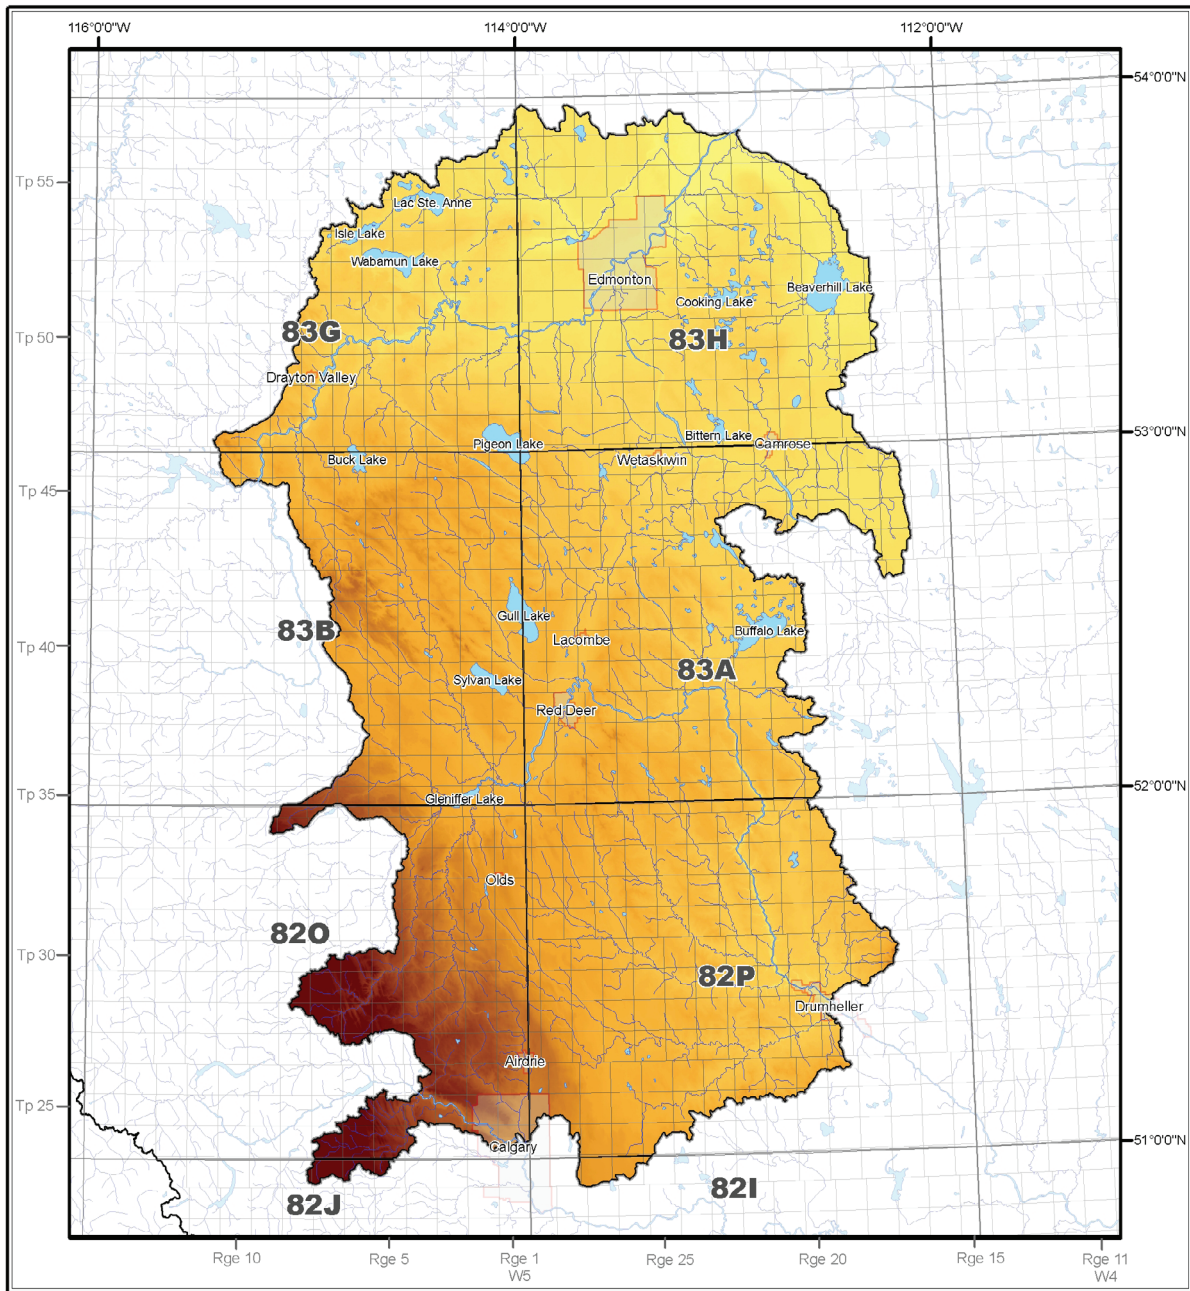 116°0'0"W
114°0'0"W
112°0'0"W
54°0'0"N
Tp 55
Lac Ste. Anne
Isle Lake
Wabamun Lake
Edmonton
Beaverhill Lake
Cooking Lake
83G
83H
Tp 50
Drayton Valley
53°0'0"N
Bittern Lake
Camrose
Pigeon Lake
Buck Lake
Wetaskiwin
Tp 45
Gull Lake
83B
Buffalo Lake
Lacombe
Tp 40
83A
Sylvan Lake
Red Deer
52°0'0"N
Tp 35
Gleniffer Lake
Olds
82O
Tp 30
82P
Drumheller
Airdrie
Tp 25
Calgary
51°0'0"N
82J
82I
Rge 10
Rge 5
Rge 1
W5
Rge 25
Rge 20
Rge 15
Rge 11
W4